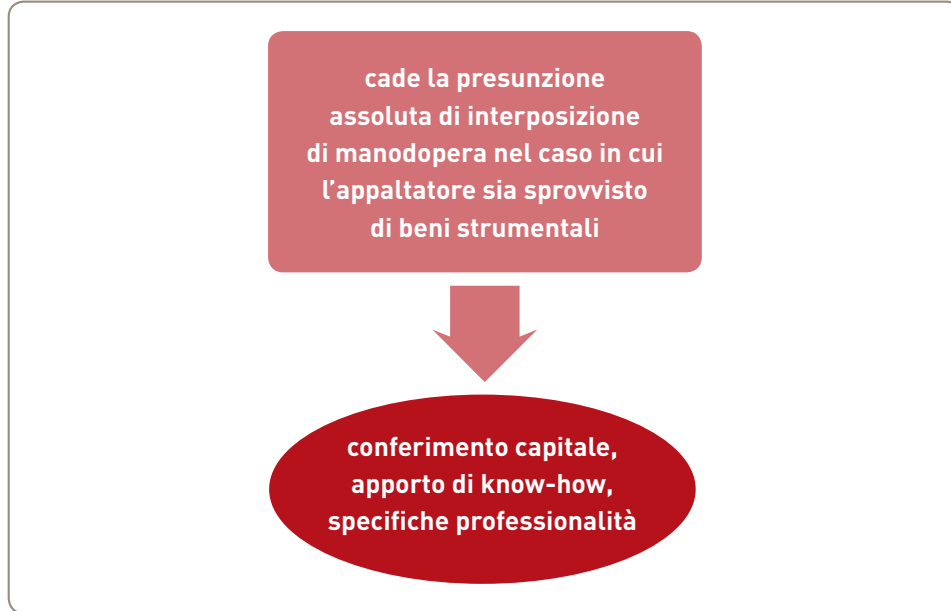 cade la presunzione
assoluta di interposizione
di manodopera nel caso in cui
l’appaltatore sia sprovvisto
di beni strumentali
conferimento capitale,
apporto di know-how,
specifiche professionalità